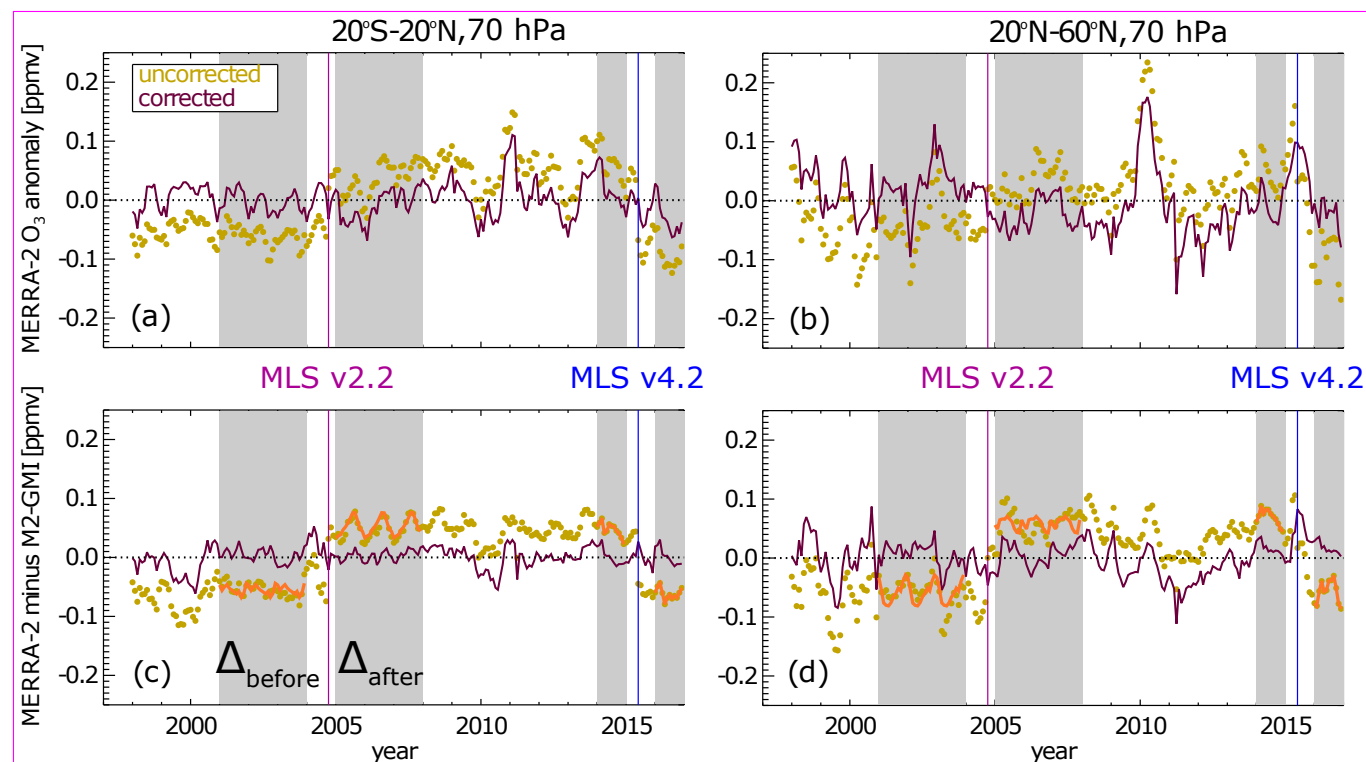 20°S-20°N,70 hPa
20°N-60°N,70 hPa
MERRA-2 O₃ anomaly [ppmv]
0.2
0.1
0.0
-0.1
-0.2
uncorrected
corrected
(a)
0.2
0.1
0.0
-0.1
-0.2
(b)
MLS v2.2
MLS v4.2
MLS v2.2
MLS v4.2
MERRA-2 minus M2-GMI [ppmv]
0.2
0.1
0.0
-0.1
-0.2
(c)
Δbefore
Δafter
2000
2005
2010
2015
year
0.2
0.1
0.0
-0.1
-0.2
(d)
2000
2005
2010
2015
year